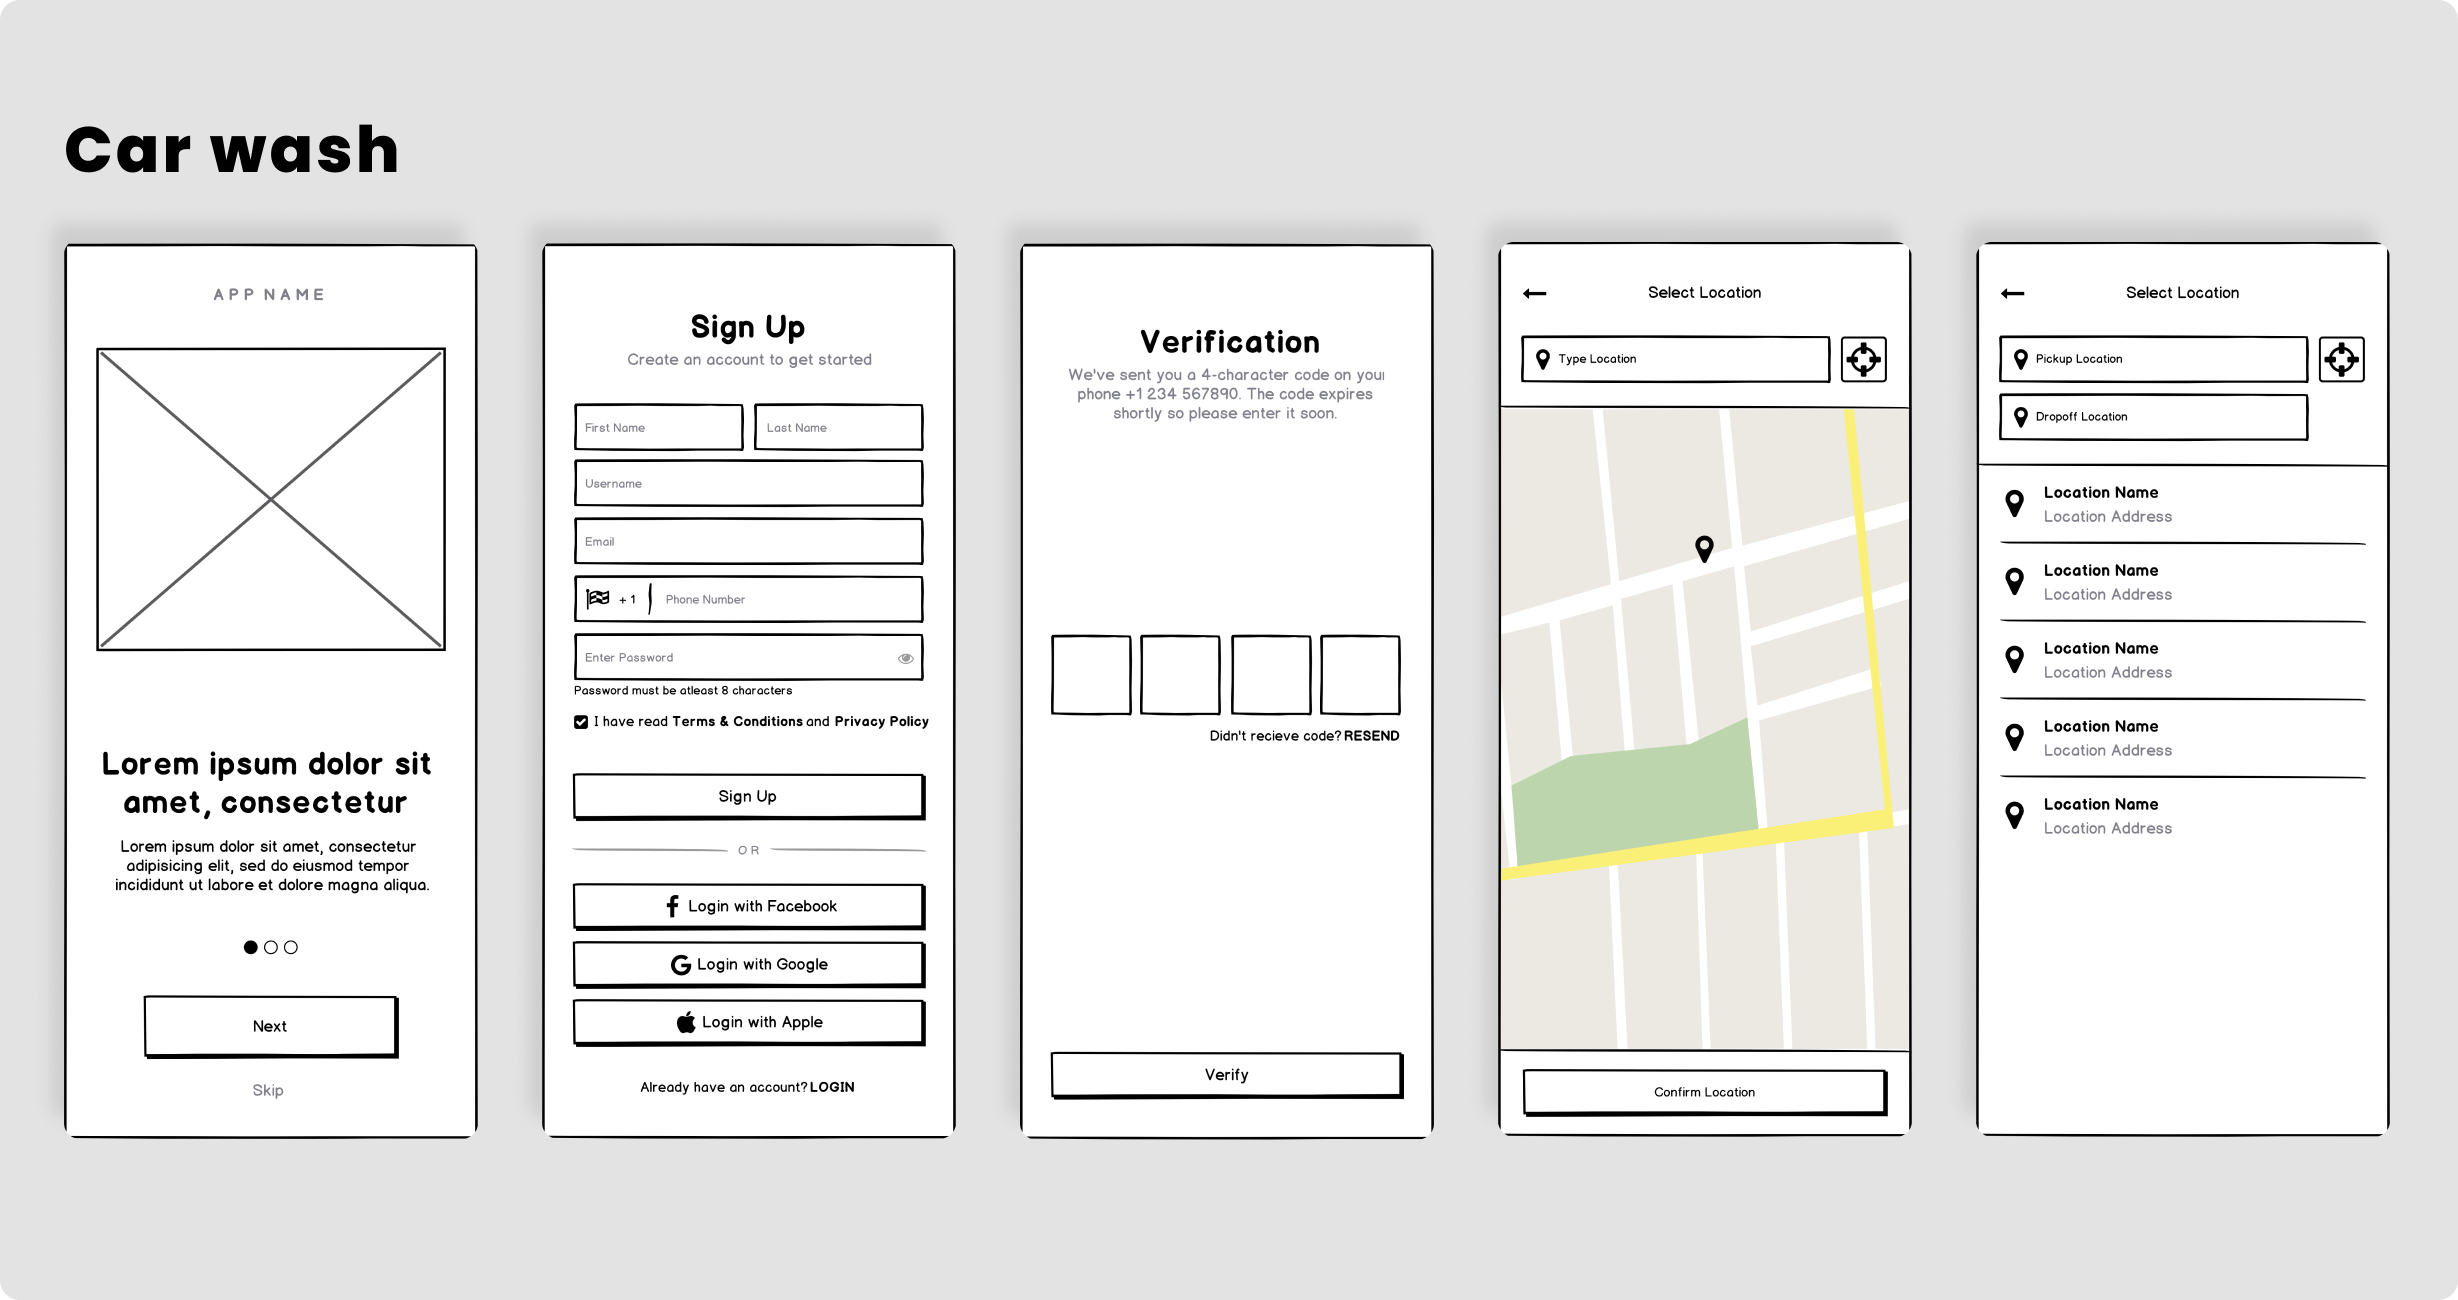 Car wash
APP NAME
Lorem ipsum dolor sit
amet, consectetur
Lorem ipsum dolor sit amet, consectetur
adipisicing elit, sed do eiusmod tempor
incididunt ut labore et dolore magna aliqua.
Next
Skip
Sign Up
Create an account to get started
First Name
Last Name
Username
Email
+ 1
Phone Number
Enter Password
Password must be atleast 8 characters
I have read Terms & Conditions and Privacy Policy
Sign Up
OR
Login with Facebook
Login with Google
Login with Apple
Already have an account? LOGIN
Verification
We've sent you a 4-character code on your
phone +1 234 567890. The code expires
shortly so please enter it soon.
Didn't recieve code? RESEND
Verify
Select Location
Type Location
Confirm Location
Select Location
Pickup Location
Dropoff Location
Location Name
Location Address
Location Name
Location Address
Location Name
Location Address
Location Name
Location Address
Location Name
Location Address